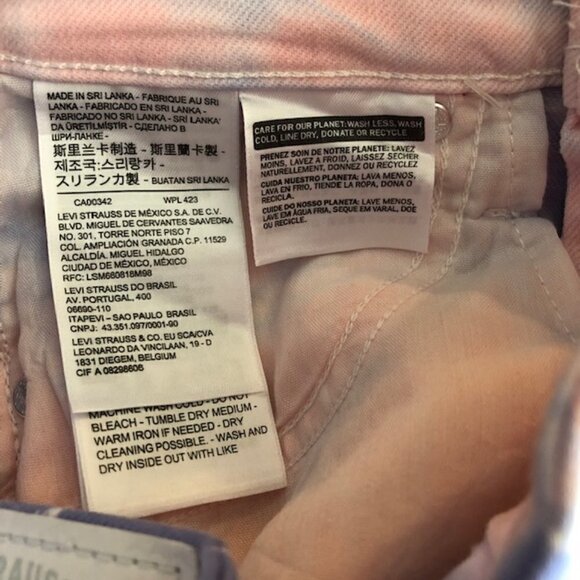 MADE IN SRI LANKA - FABRIQUE AU SRI
LANKA - FABRICADO EN SRI LANKA -
FABRICADO NO SRI LANKA - SRI LANKA'
DA ÜRETİLMİŞTİR - СДЕЛАНО В
ШРИ-ЛАНКЕ -
斯里兰卡制造 - 斯里蘭卡製 -
제조국:스리랑카 -
スリランカ製 - BUATAN SRI LANKA
CA00342 WPL 423
LEVI STRAUSS DE MÉXICO S.A. DE C.V.
BLVD. MIGUEL DE CERVANTES SAAVEDRA
NO. 301, TORRE NORTE PISO 7
COL. AMPLIACIÓN GRANADA C.P. 11529
ALCALDÍA. MIGUEL HIDALGO
CIUDAD DE MÉXICO, MÉXICO
RFC: LSM660818M98
LEVI STRAUSS DO BRASIL
AV. PORTUGAL, 400
06690-110
ITAPEVI – SAO PAULO BRASIL
CNPJ: 43.351.097/0001-90
LEVI STRAUSS & CO. EU SCA/CVA
LEONARDO DA VINCILAAN, 19 - D
1831 DIEGEM, BELGIUM
CIF A 08298606
MACHINE WASH COLD - DO NOT
BLEACH - TUMBLE DRY MEDIUM -
WARM IRON IF NEEDED - DRY
CLEANING POSSIBLE. - WASH AND
DRY INSIDE OUT WITH LIKE
CARE FOR OUR PLANET: WASH LESS, WASH
COLD, LINE DRY, DONATE OR RECYCLE
PRENEZ SOIN DE NOTRE PLANETE: LAVEZ
MOINS, LAVEZ A FROID, LAISSEZ SECHER
NATURELLEMENT, DONNEZ OU RECYCLEZ
CUIDA NUESTRO PLANETA: LAVA MENOS,
LAVA EN FRIO, TIENDE LA ROPA, DONA O
RECICLA.
CUIDE DO NOSSO PLANETA: LAVE MENOS,
LAVE EM ÁGUA FRIA, SEQUE EM VARAL, DOE
OU RECICLE.